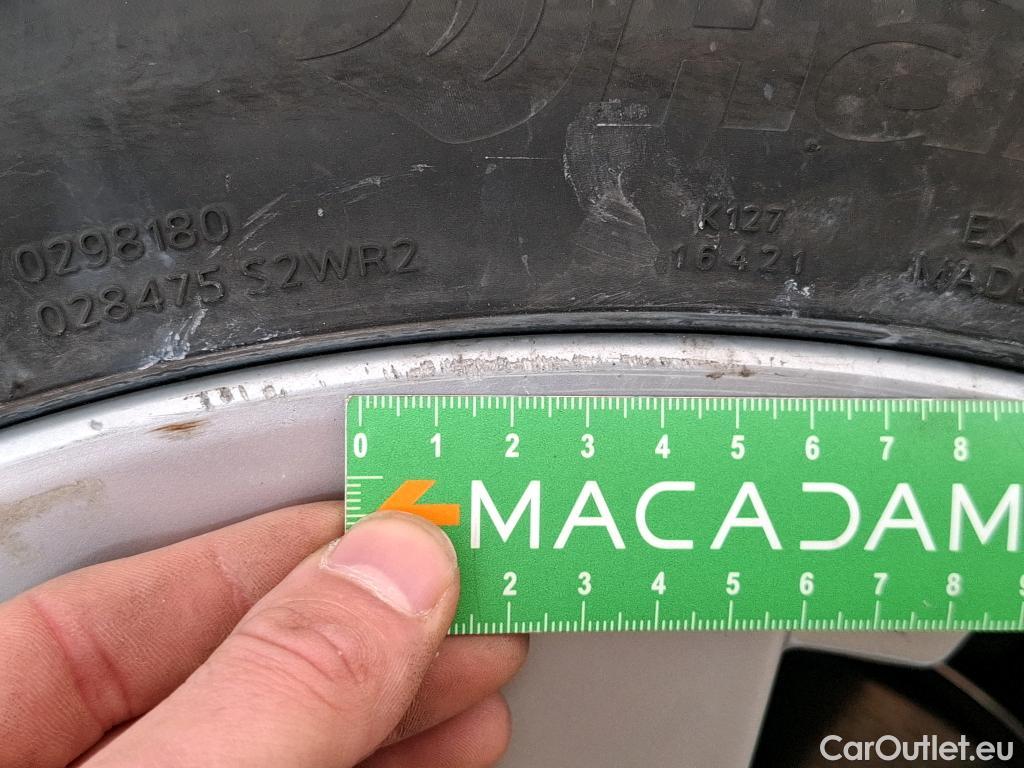 0298180
028475 S2WR2
K127
16421
EX
MAD
0 1 2 3 4 5 6 7 8
MACADAM
2 3 4 5 6 7 8 9
CarOutlet.eu